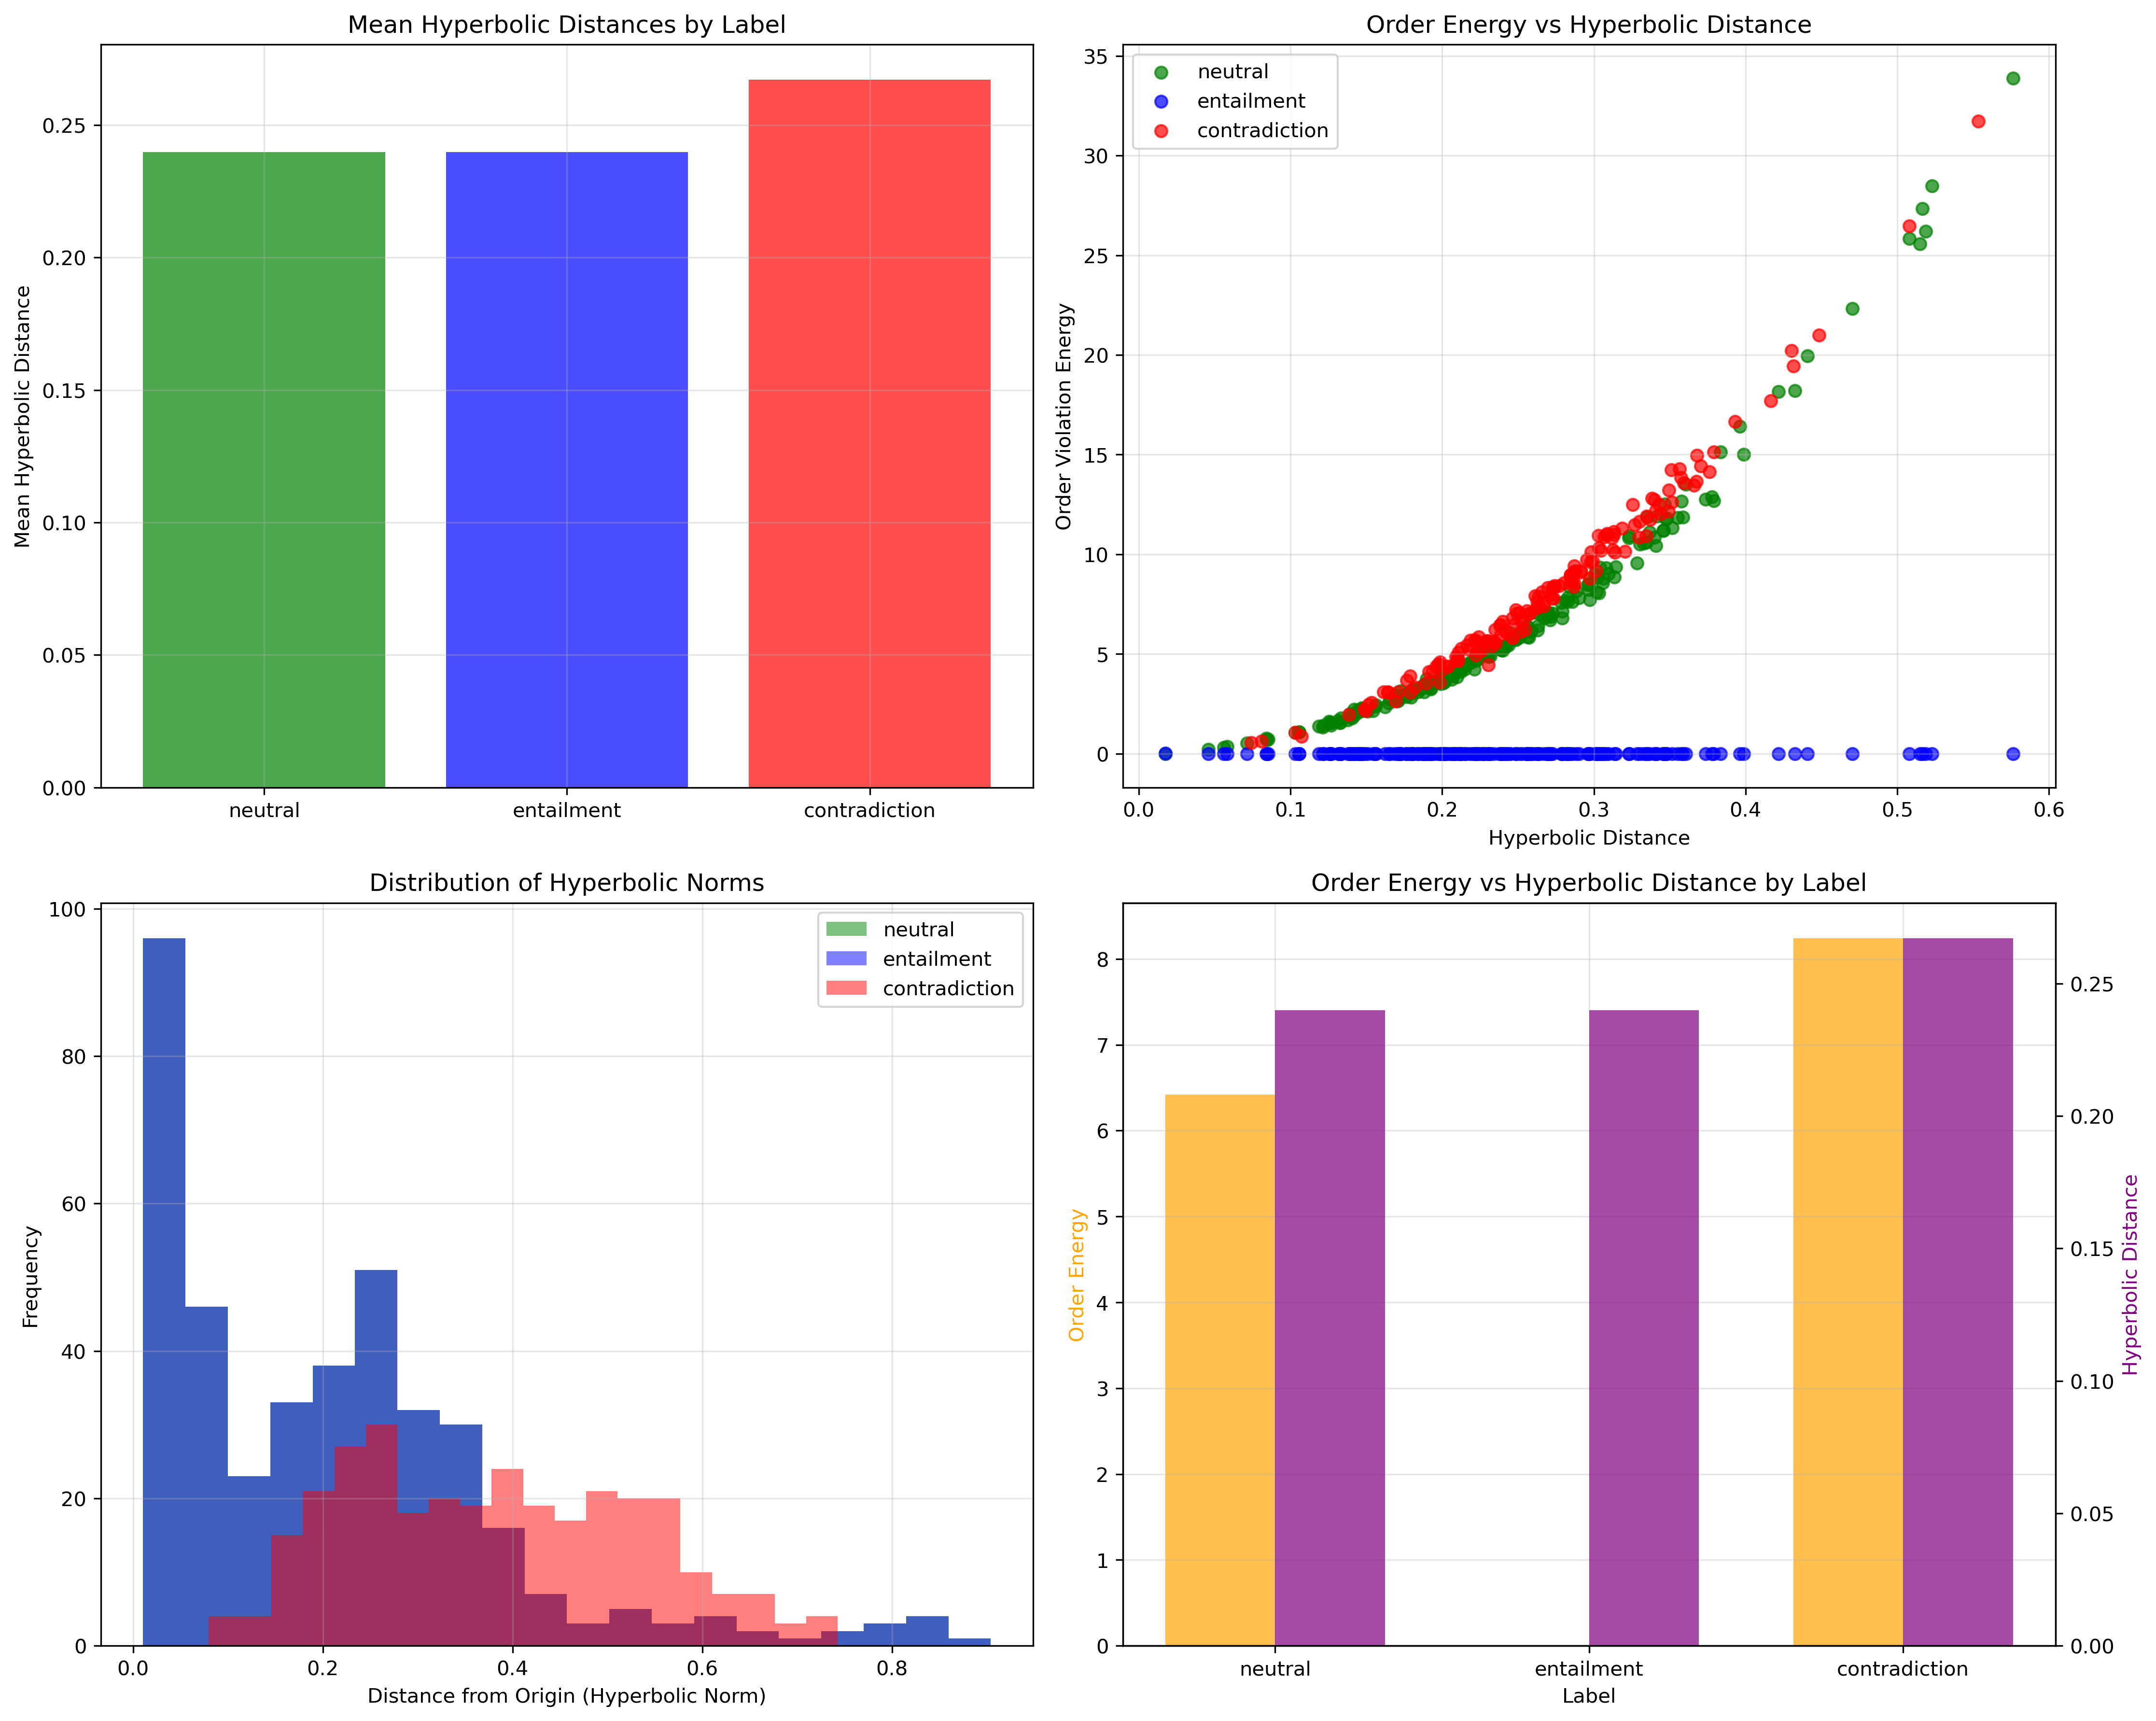 Mean Hyperbolic Distances by Label
Mean Hyperbolic Distance
0.25
0.20
0.15
0.10
0.05
0.00
neutral entailment contradiction
Order Energy vs Hyperbolic Distance
neutral
entailment
contradiction
Order Violation Energy
35
30
25
20
15
10
5
0
0.0 0.1 0.2 0.3 0.4 0.5 0.6
Hyperbolic Distance
Distribution of Hyperbolic Norms
neutral
entailment
contradiction
Frequency
100
80
60
40
20
0
0.0 0.2 0.4 0.6 0.8
Distance from Origin (Hyperbolic Norm)
Order Energy vs Hyperbolic Distance by Label
Order Energy
8
7
6
5
4
3
2
1
0
neutral entailment contradiction
Label
0.25
0.20
0.15
0.10
0.05
0.00
Hyperbolic Distance